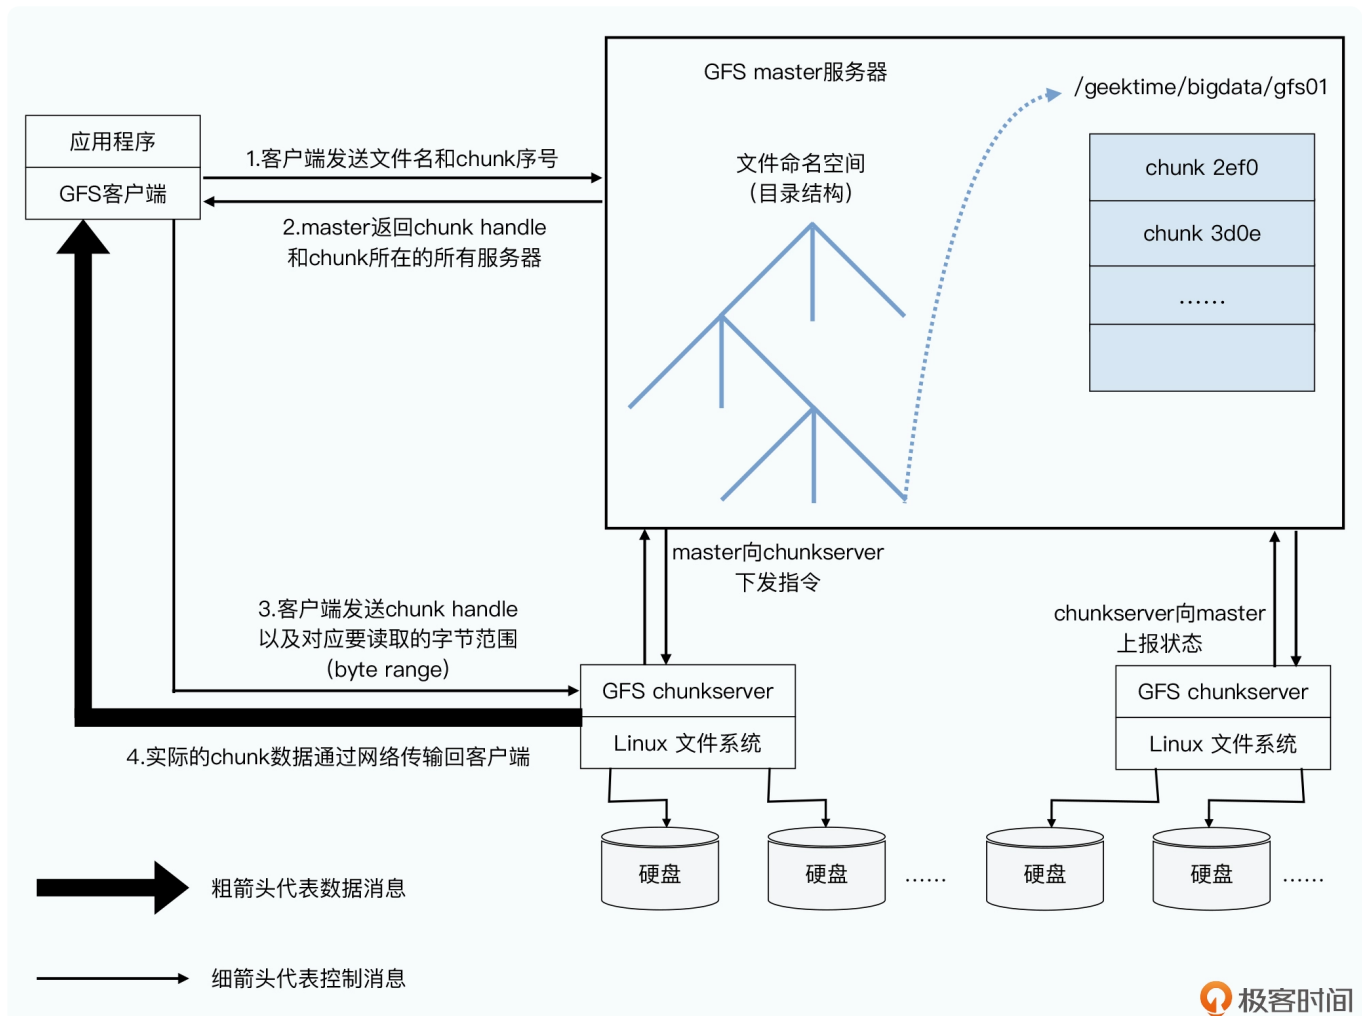 GFS master服务器
/geektime/bigdata/gfs01
应用程序
GFS客户端
1.客户端发送文件名和chunk序号
2.master返回chunk handle
和chunk所在的所有服务器
文件命名空间
（目录结构）
chunk 2ef0
chunk 3d0e
……
master向chunkserver
下发指令
chunkserver向master
上报状态
3.客户端发送chunk handle
以及对应要读取的字节范围
（byte range）
GFS chunkserver
Linux 文件系统
GFS chunkserver
Linux 文件系统
4.实际的chunk数据通过网络传输回客户端
硬盘
硬盘
……
硬盘
硬盘
……
粗箭头代表数据消息
细箭头代表控制消息
极客时间